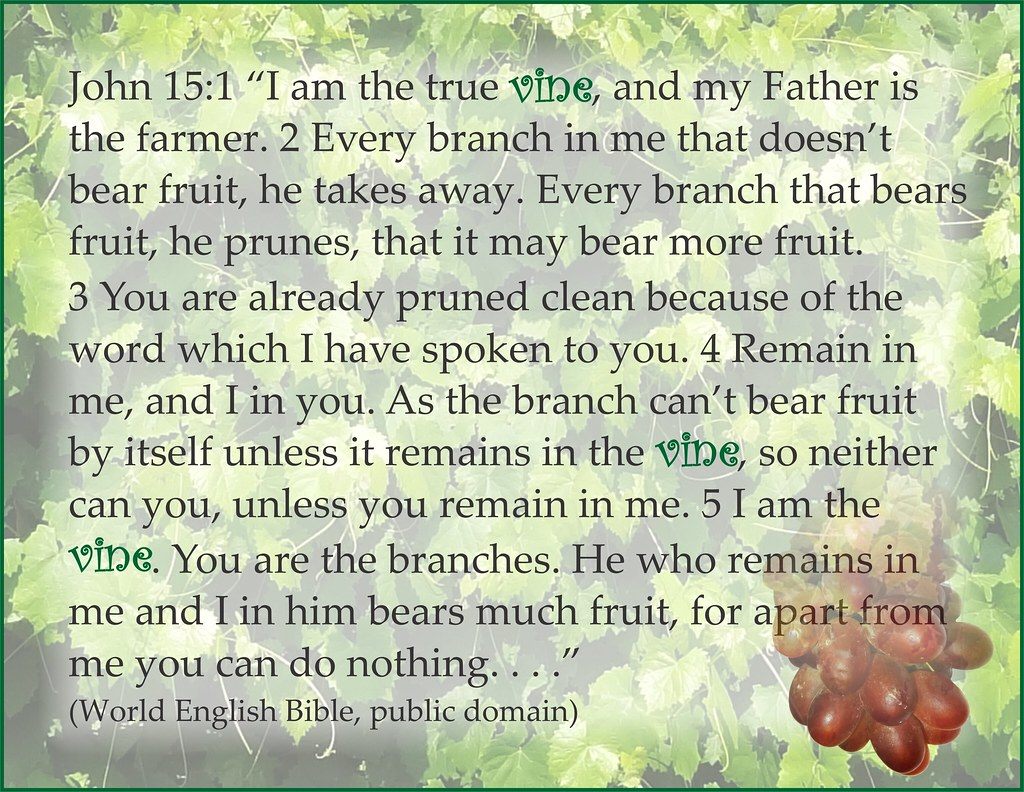 John 15:1 “I am the true vine, and my Father is
the farmer. 2 Every branch in me that doesn’t
bear fruit, he takes away. Every branch that bears
fruit, he prunes, that it may bear more fruit.
3 You are already pruned clean because of the
word which I have spoken to you. 4 Remain in
me, and I in you. As the branch can’t bear fruit
by itself unless it remains in the vine, so neither
can you, unless you remain in me. 5 I am the
vine. You are the branches. He who remains in
me and I in him bears much fruit, for apart from
me you can do nothing. . . .”
(World English Bible, public domain)